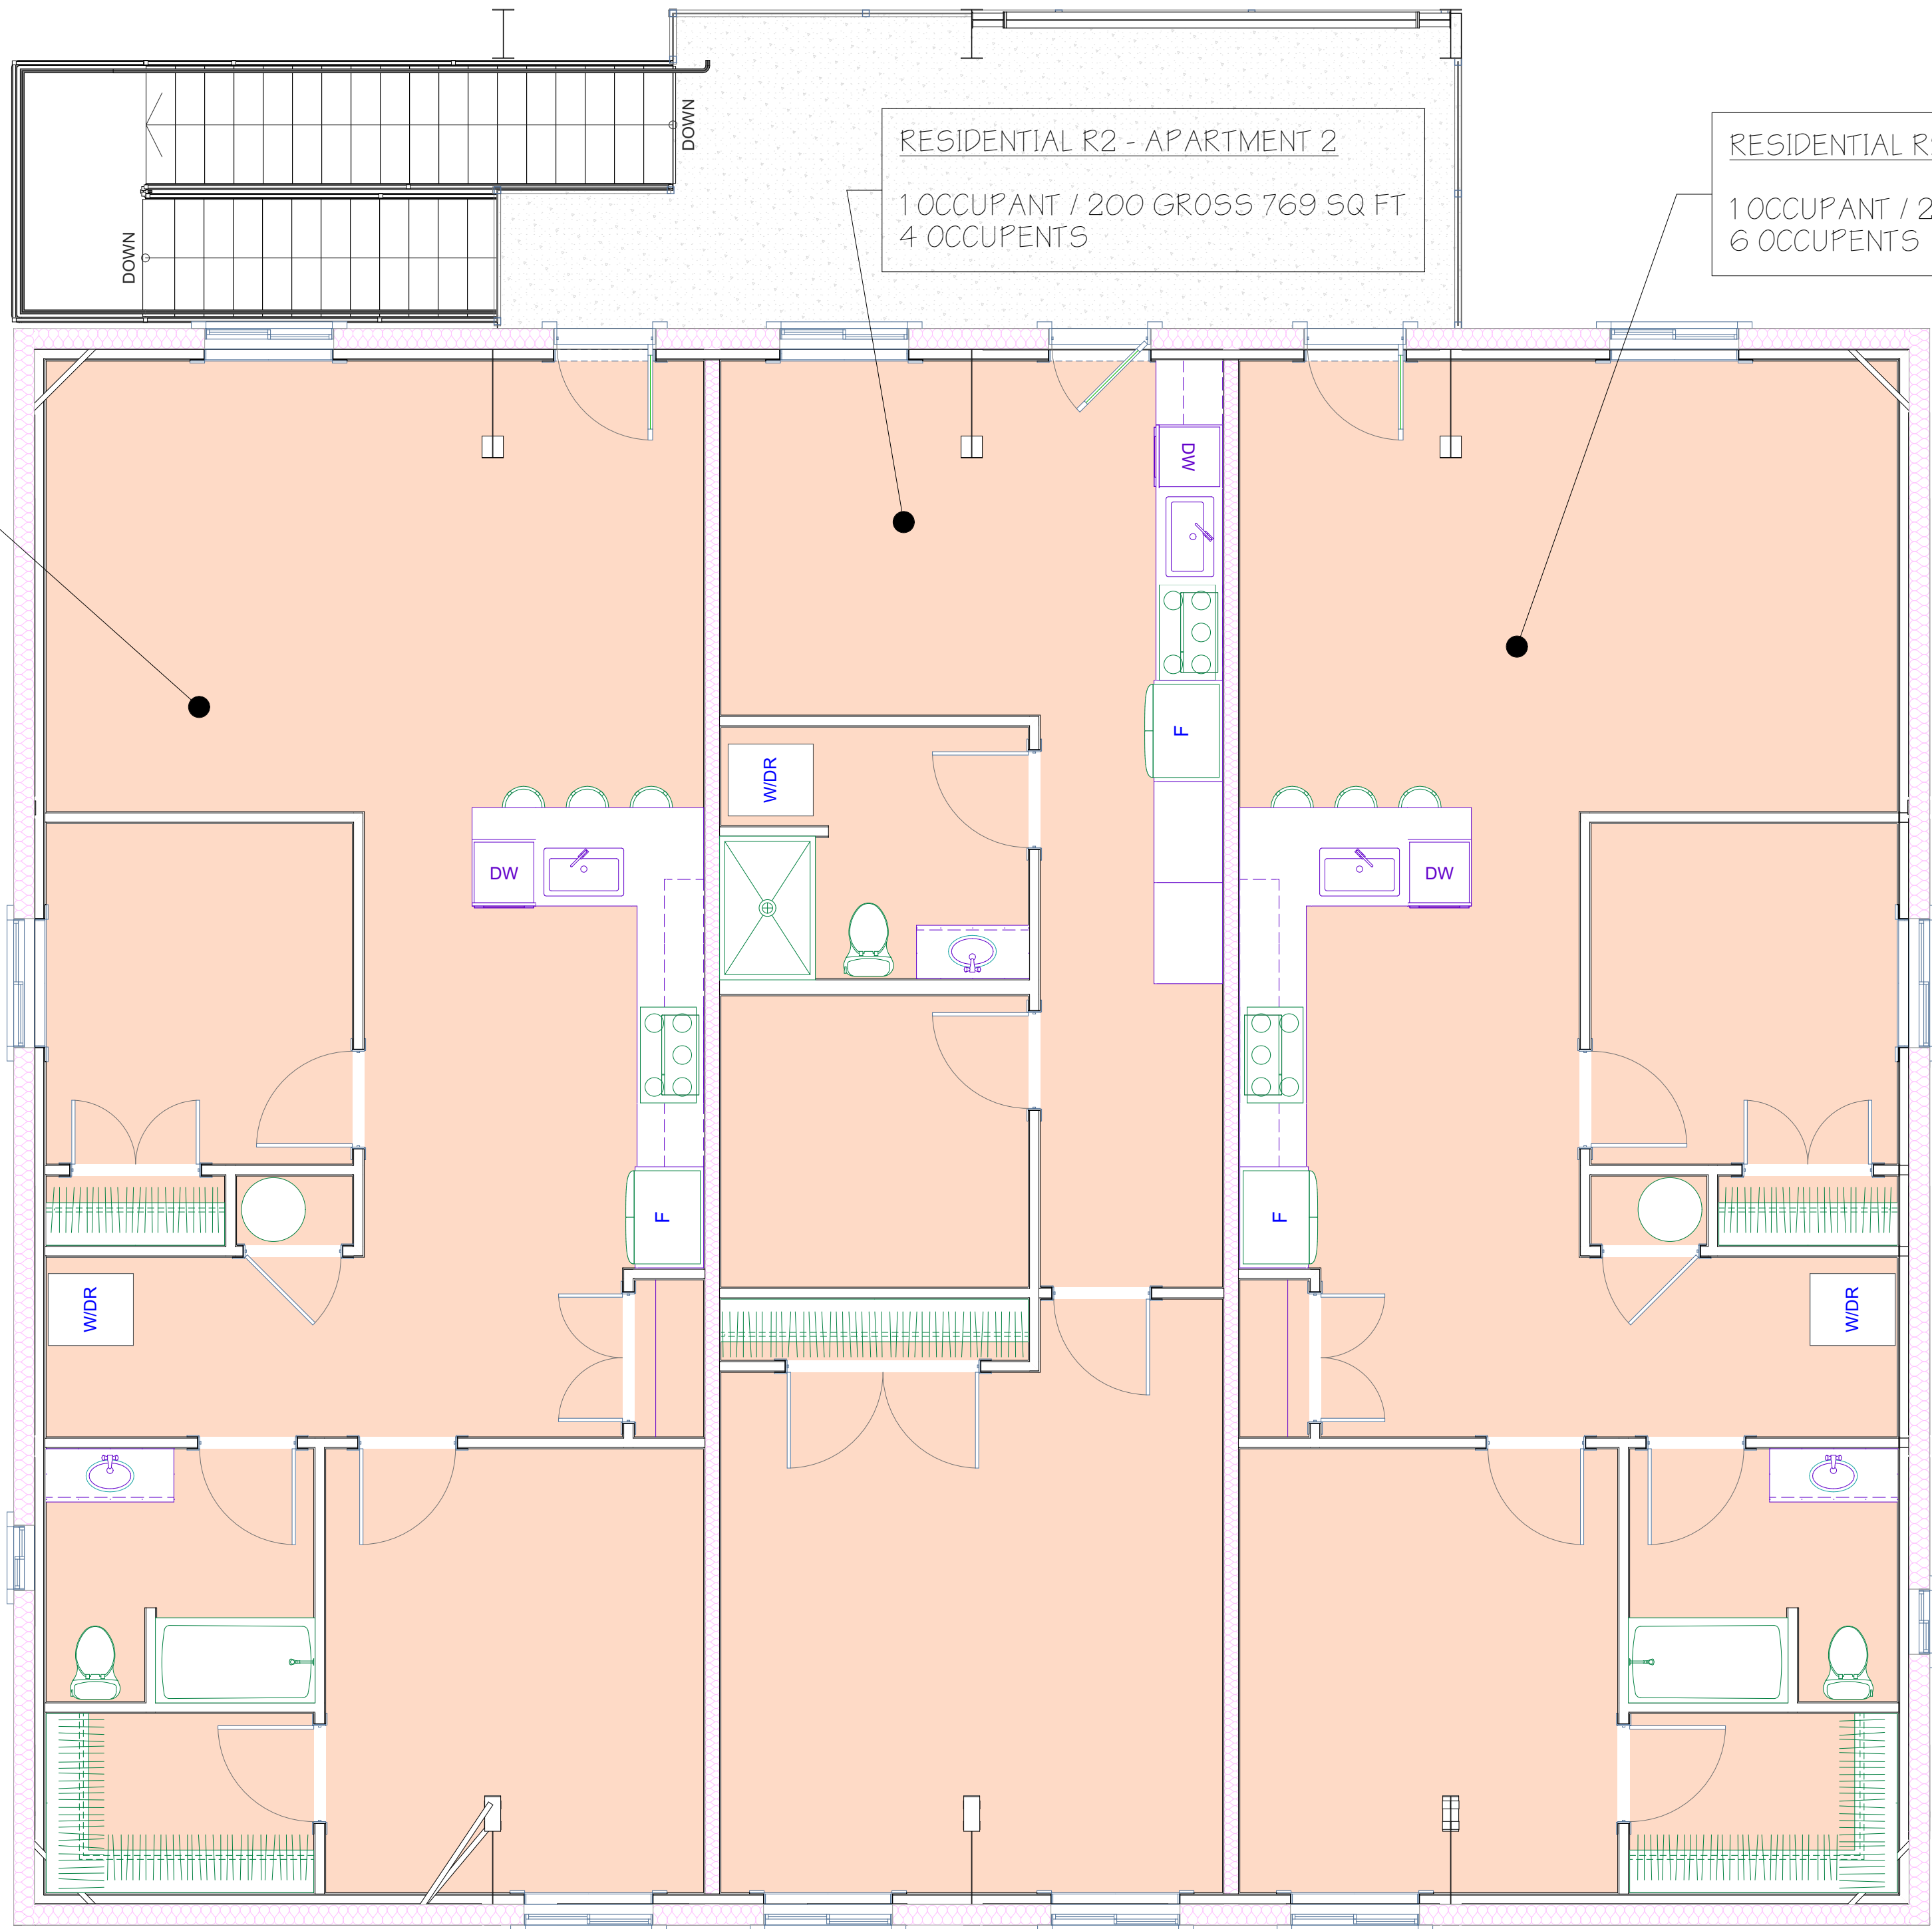 DOWN
DOWN
RESIDENTIAL R2 - APARTMENT 2
1 OCCUPANT / 200 GROSS 769 SQ FT
4 OCCUPENTS
RESIDENTIAL R
1 OCCUPANT / 2
6 OCCUPENTS
DW
F
W/DR
DW
DW
F
F
W/DR
W/DR